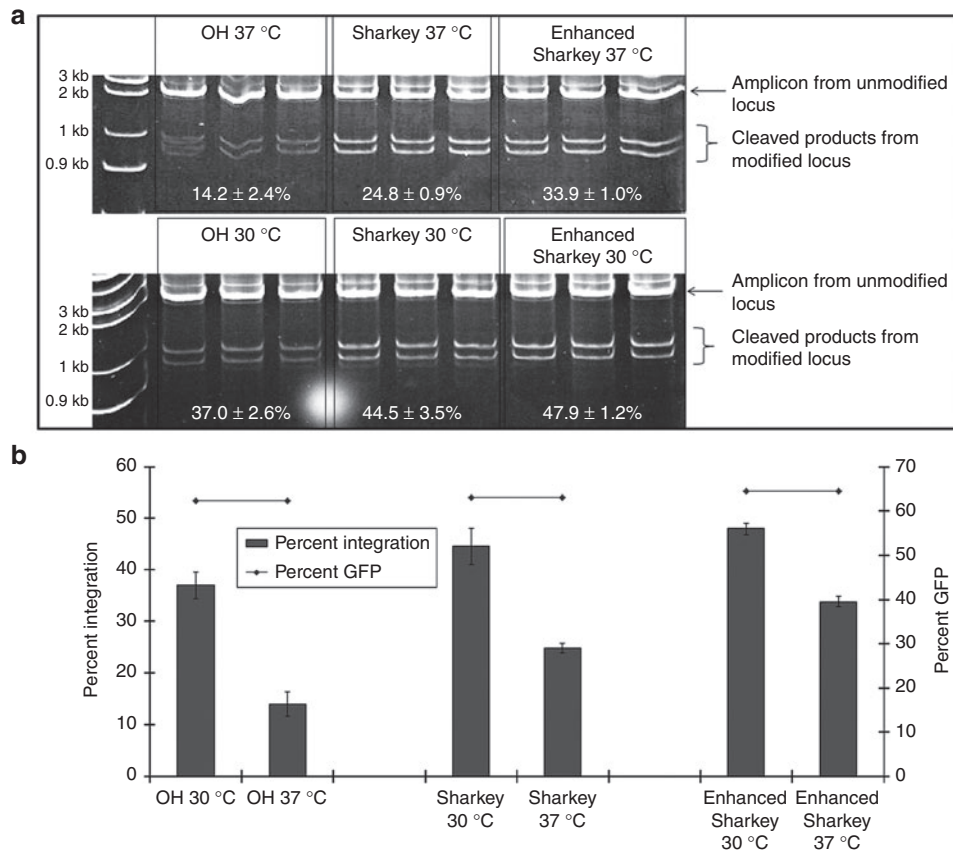 a
OH 37 °C
Sharkey 37 °C
Enhanced
Sharkey 37 °C
3 kb
2 kb
1 kb
0.9 kb
Amplicon from unmodified
locus
Cleaved products from
modified locus
14.2 ± 2.4%
24.8 ± 0.9%
33.9 ± 1.0%
OH 30 °C
Sharkey 30 °C
Enhanced
Sharkey 30 °C
3 kb
2 kb
1 kb
0.9 kb
Amplicon from unmodified
locus
Cleaved products from
modified locus
37.0 ± 2.6%
44.5 ± 3.5%
47.9 ± 1.2%
b
Percent integration
60
50
40
30
20
10
0
Percent integration
Percent GFP
70
60
50
40
30
20
10
0
Percent GFP
OH 30 °C
OH 37 °C
Sharkey
30 °C
Sharkey
37 °C
Enhanced
Sharkey
30 °C
Enhanced
Sharkey
37 °C